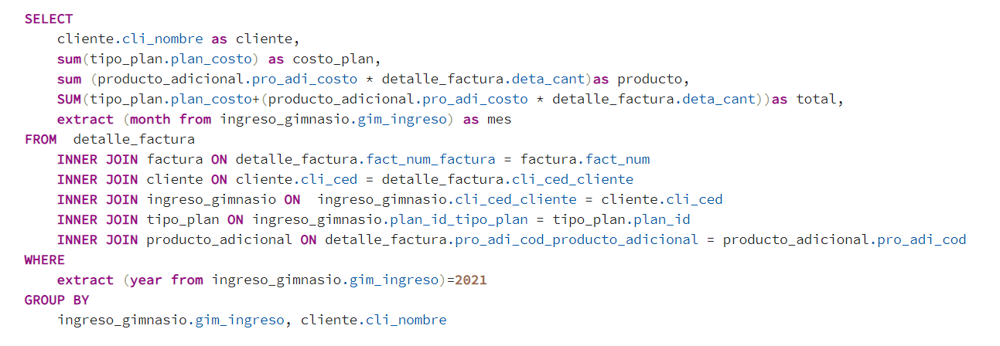 SELECT
    cliente.cli_nombre as cliente,
    sum(tipo_plan.plan_costo) as costo_plan,
    sum (producto_adicional.pro_adi_costo * detalle_factura.deta_cant)as producto,
    SUM(tipo_plan.plan_costo+(producto_adicional.pro_adi_costo * detalle_factura.deta_cant))as total,
    extract (month from ingreso_gimnasio.gim_ingreso) as mes
FROM  detalle_factura
    INNER JOIN factura ON detalle_factura.fact_num_factura = factura.fact_num
    INNER JOIN cliente ON cliente.cli_ced = detalle_factura.cli_ced_cliente
    INNER JOIN ingreso_gimnasio ON  ingreso_gimnasio.cli_ced_cliente = cliente.cli_ced
    INNER JOIN tipo_plan ON ingreso_gimnasio.plan_id_tipo_plan = tipo_plan.plan_id
    INNER JOIN producto_adicional ON detalle_factura.pro_adi_cod_producto_adicional = producto_adicional.pro_adi_cod
WHERE
    extract (year from ingreso_gimnasio.gim_ingreso)=2021
GROUP BY
    ingreso_gimnasio.gim_ingreso, cliente.cli_nombre